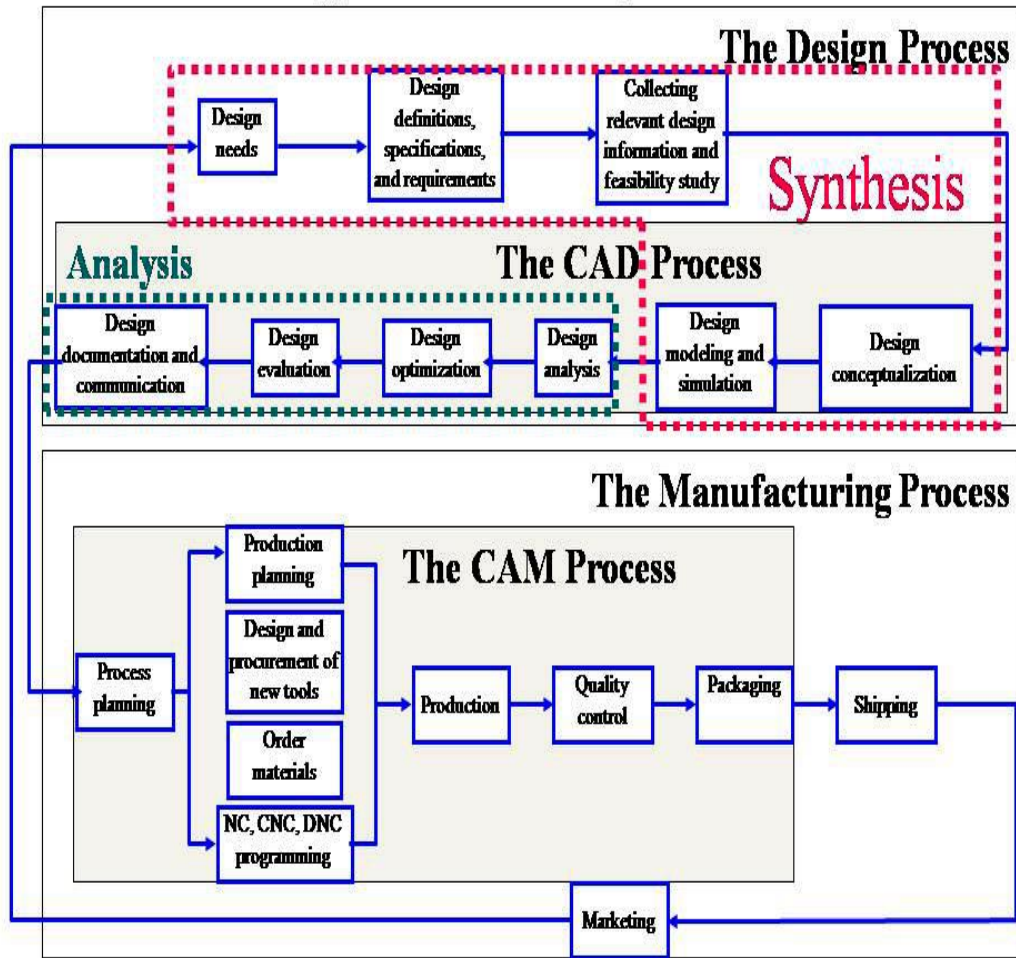 The Design Process
Design
needs
Design
definitions,
specifications,
and requirements
Collecting
relevant design
information and
feasibility study
Synthesis
Analysis
The CAD Process
Design
documentation and
communication
Design
evaluation
Design
optimization
Design
analysis
Design
modeling and
simulation
Design
conceptualization
The Manufacturing Process
The CAM Process
Production
planning
Design and
procurement of
new tools
Process
planning
Order
materials
NC, CNC, DNC
programming
Production
Quality
control
Packaging
Shipping
Marketing